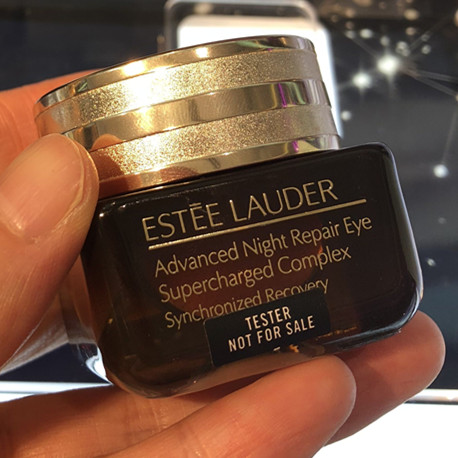 ESTĒE LAUDER
Advanced Night Repair Eye
Supercharged Complex
Synchronized Recovery
TESTER
NOT FOR SALE